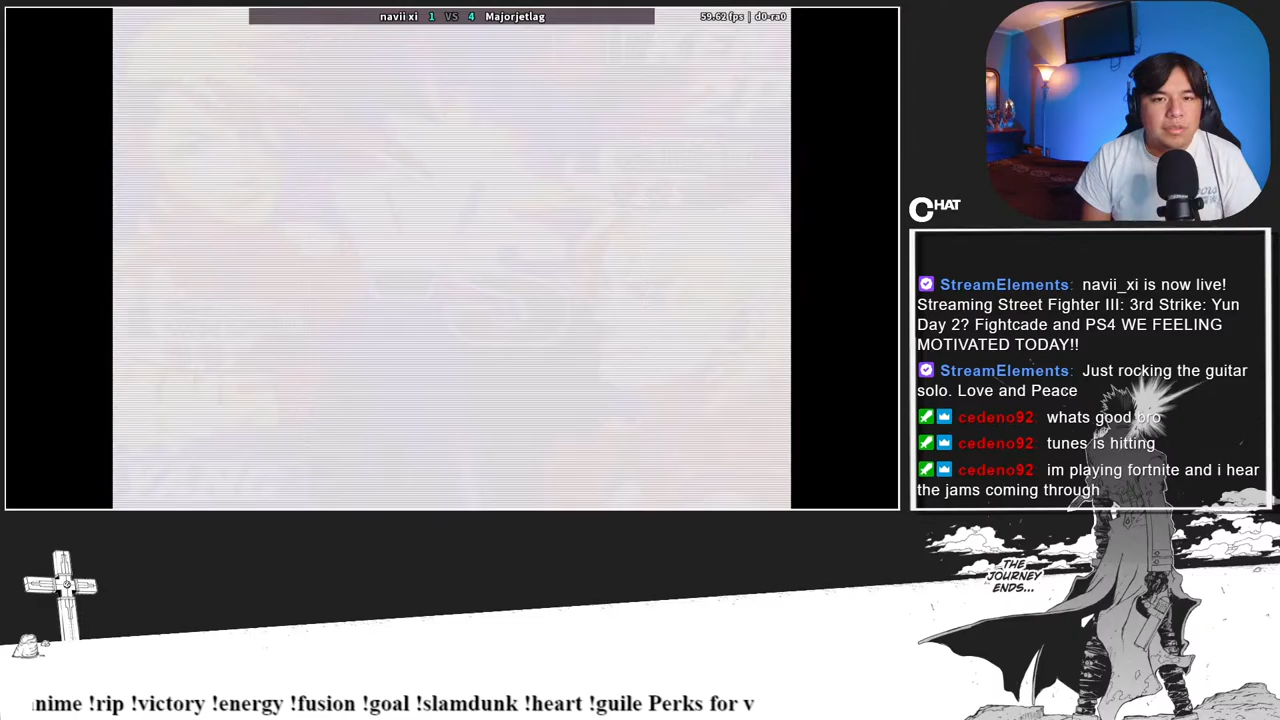 navii xi 1 VS 4 Majorjetlag
59.62 fps | d0-ra0
CHAT
StreamElements: navii_xi is now live!
Streaming Street Fighter III: 3rd Strike: Yun
Day 2? Fightcade and PS4 WE FEELING
MOTIVATED TODAY!!
StreamElements: Just rocking the guitar
solo. Love and Peace
cedeno92: whats good bro
cedeno92: tunes is hitting
cedeno92: im playing fortnite and i hear
the jams coming through
THE
JOURNEY
ENDS...
nime !rip !victory !energy !fusion !goal !slamdunk !heart !guile Perks for v